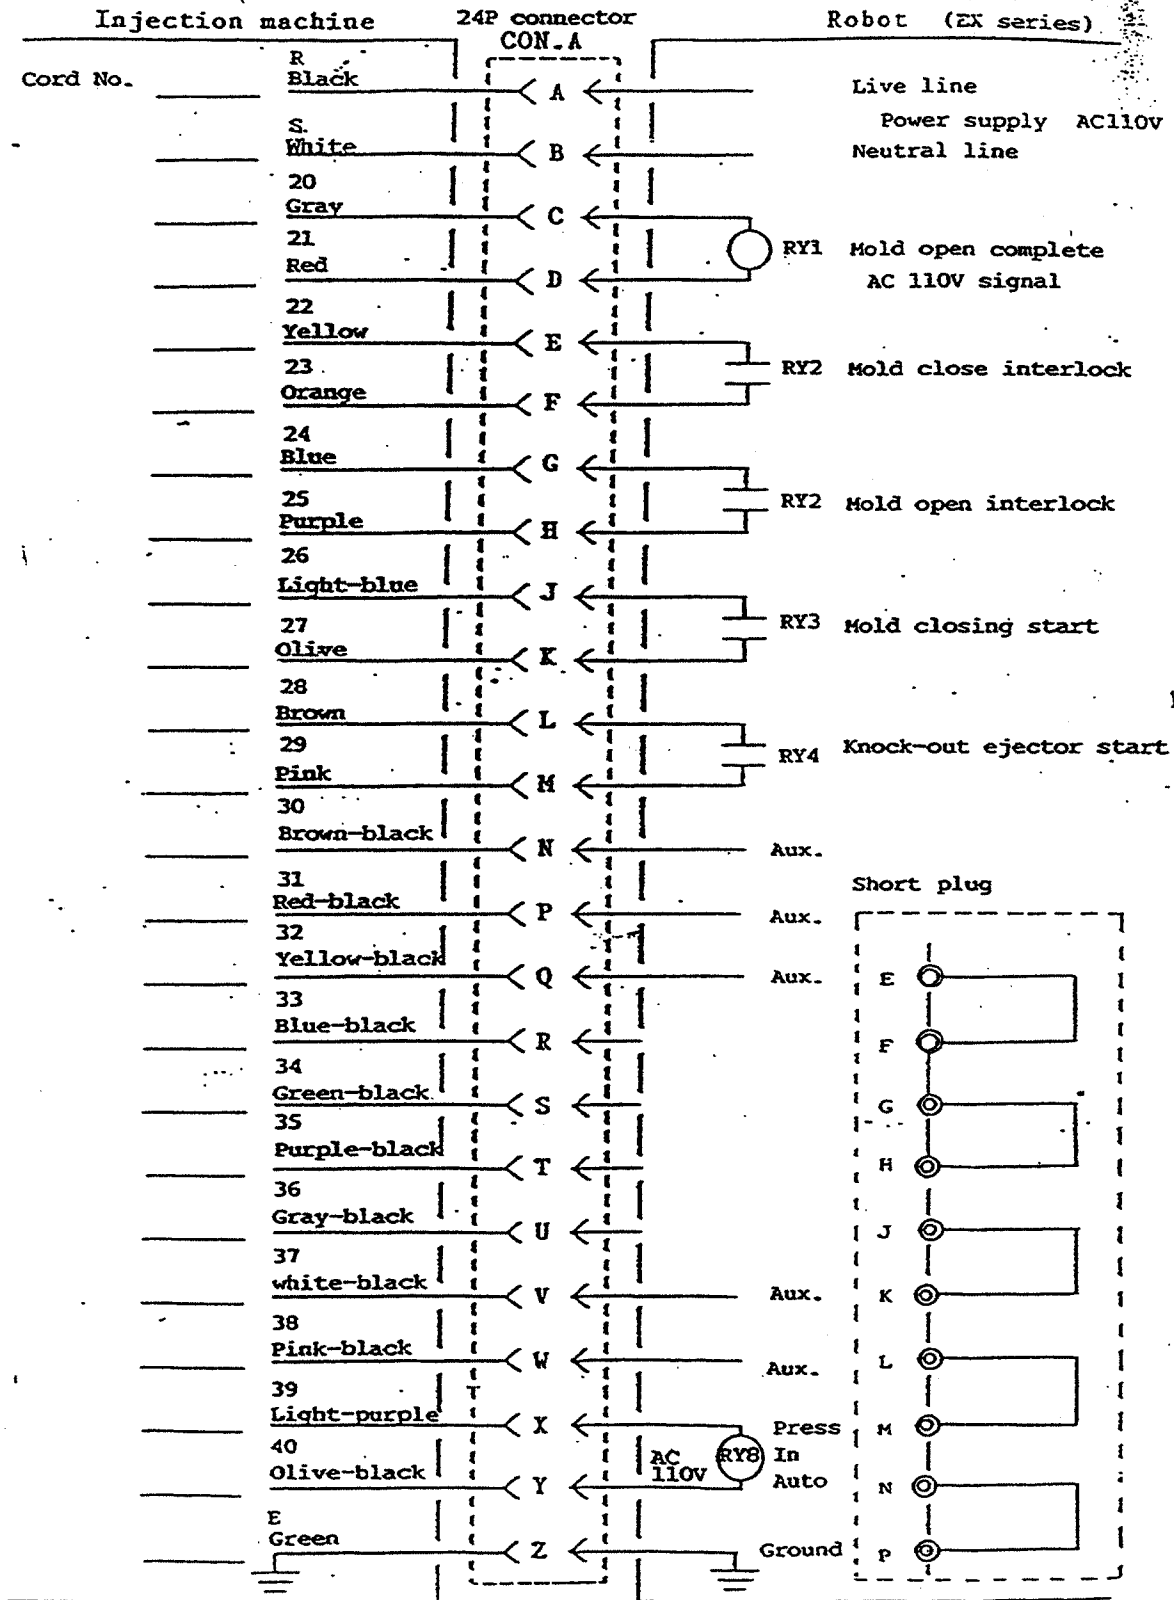 Injection machine 24P connector Robot (EX series)
CON.A
Cord No.
R
Black A Live line
Power supply AC110V
S.
White B Neutral line
20
Gray C
21 RY1 Mold open complete
Red D AC 110V signal
22
Yellow E
23 RY2 Mold close interlock
Orange F
24
Blue G
25 RY2 Mold open interlock
Purple H
26
Light-blue J
27 RY3 Mold closing start
Olive K
28
Brown L
29 RY4 Knock-out ejector start
Pink M
30
Brown-black N Aux.
31 Short plug
Red-black P Aux.
32
Yellow-black Q Aux. E
33
Blue-black R F
34
Green-black S G
35
Purple-black T H
36
Gray-black U J
37
white-black V Aux. K
38
Pink-black W Aux. L
39
Light-purple X Press M
40 AC 110V RY8 In
Olive-black Y Auto N
E
Green Z Ground P